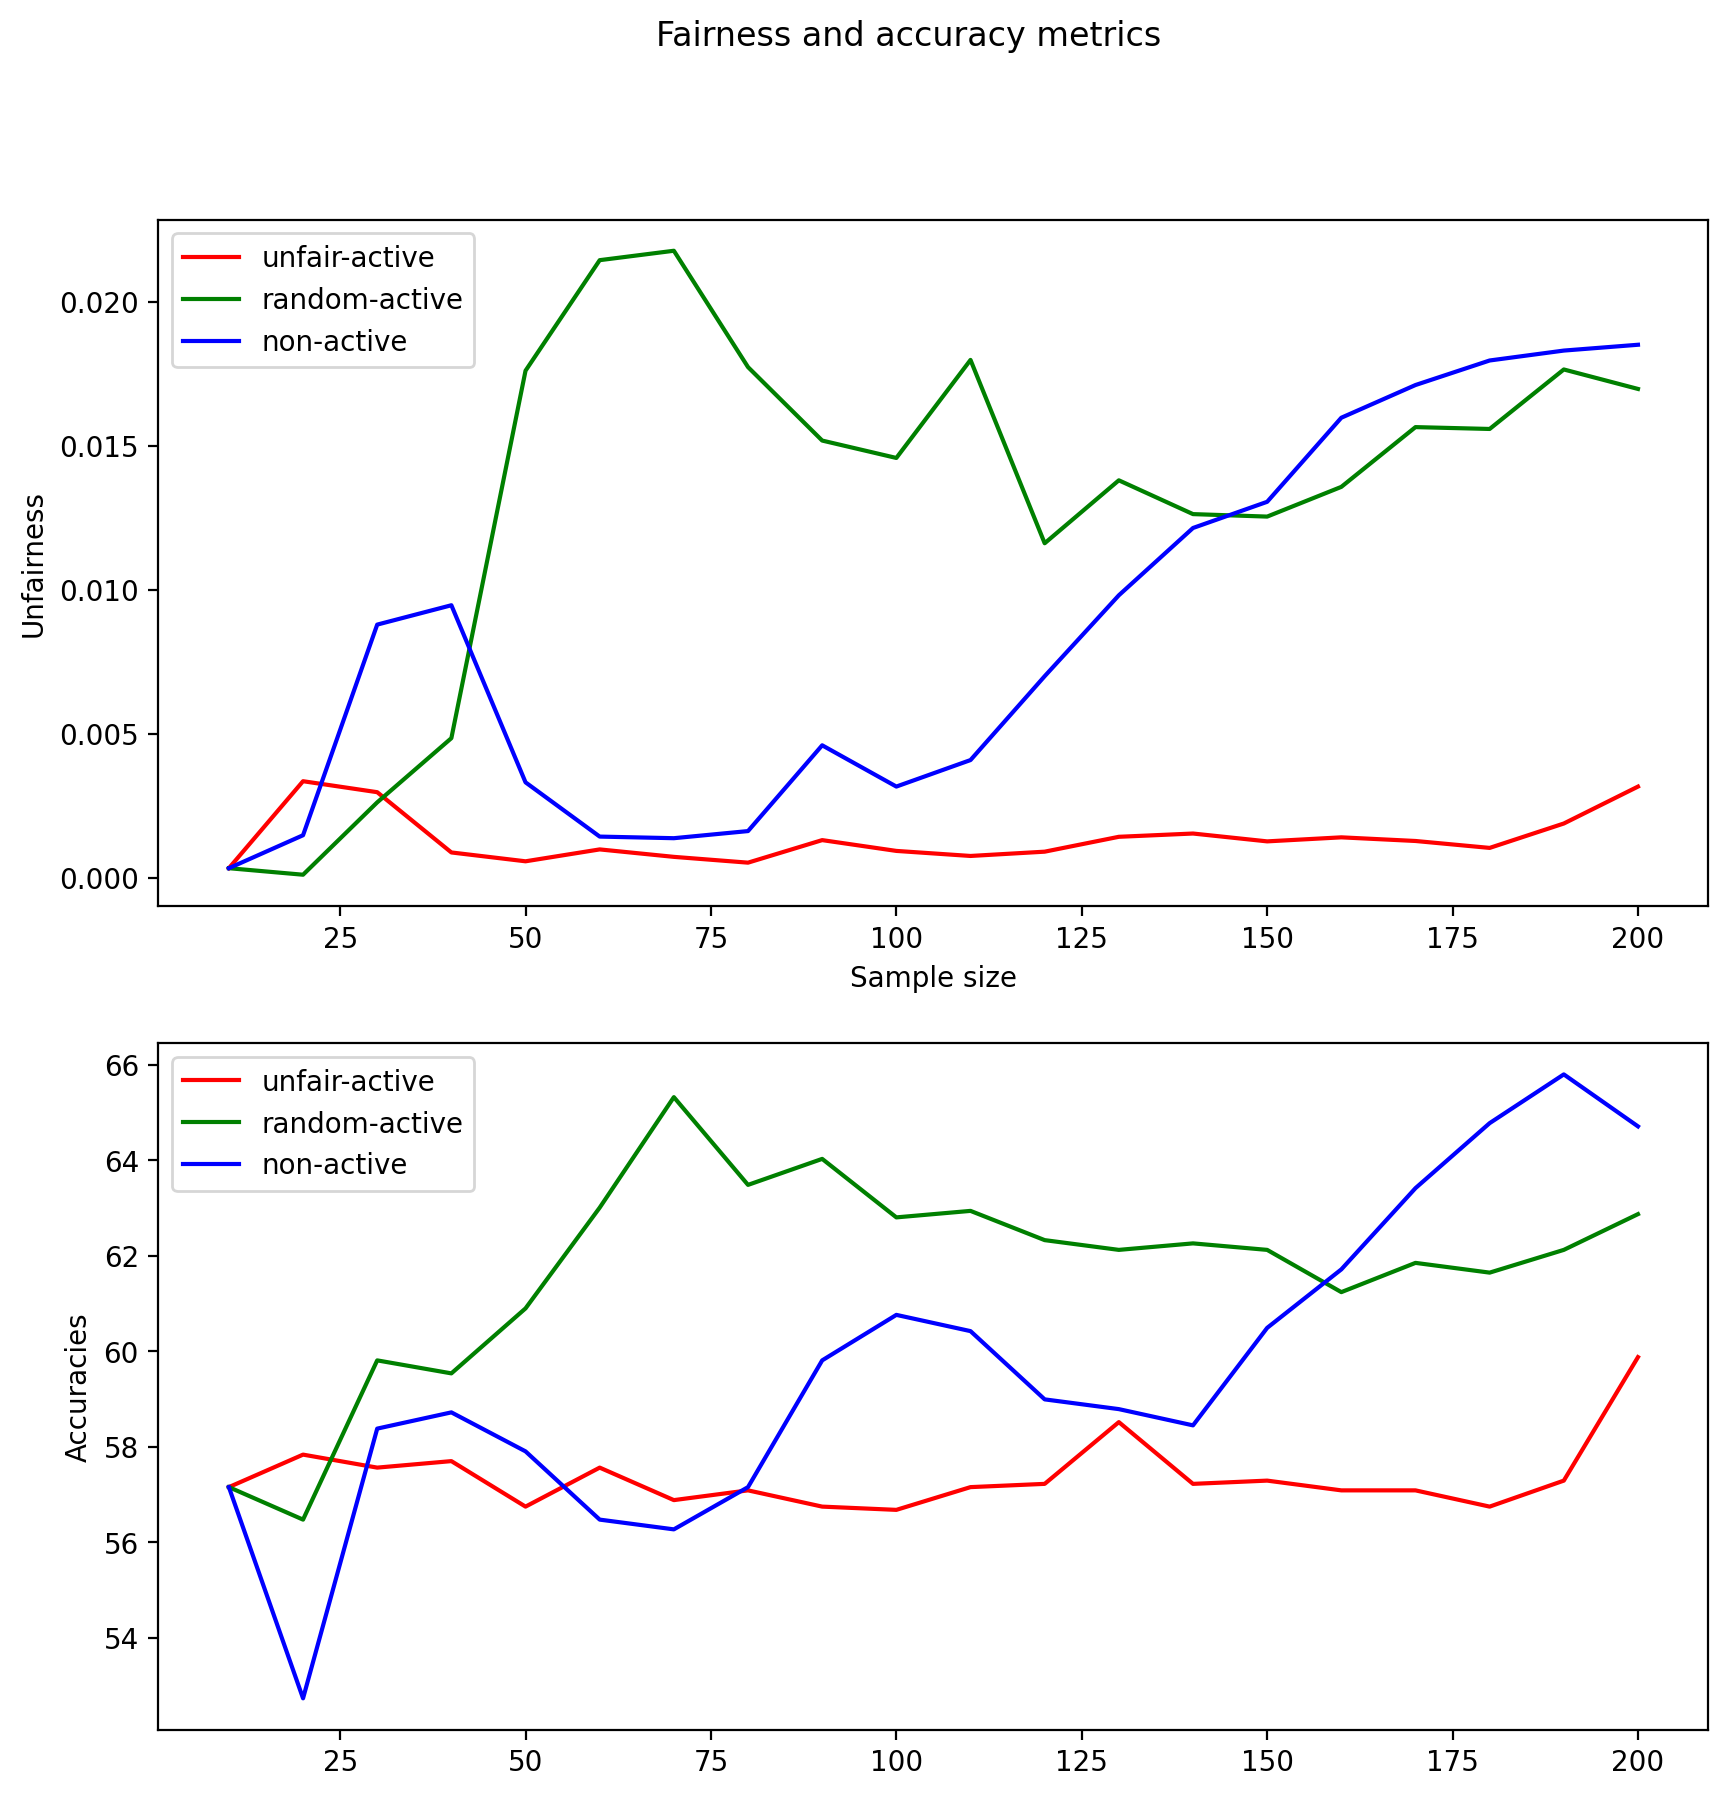 Fairness and accuracy metrics
unfair-active
random-active
non-active
0.020
0.015
0.010
0.005
0.000
Unfairness
25 50 75 100 125 150 175 200
Sample size
unfair-active
random-active
non-active
66
64
62
60
58
56
54
Accuracies
25 50 75 100 125 150 175 200